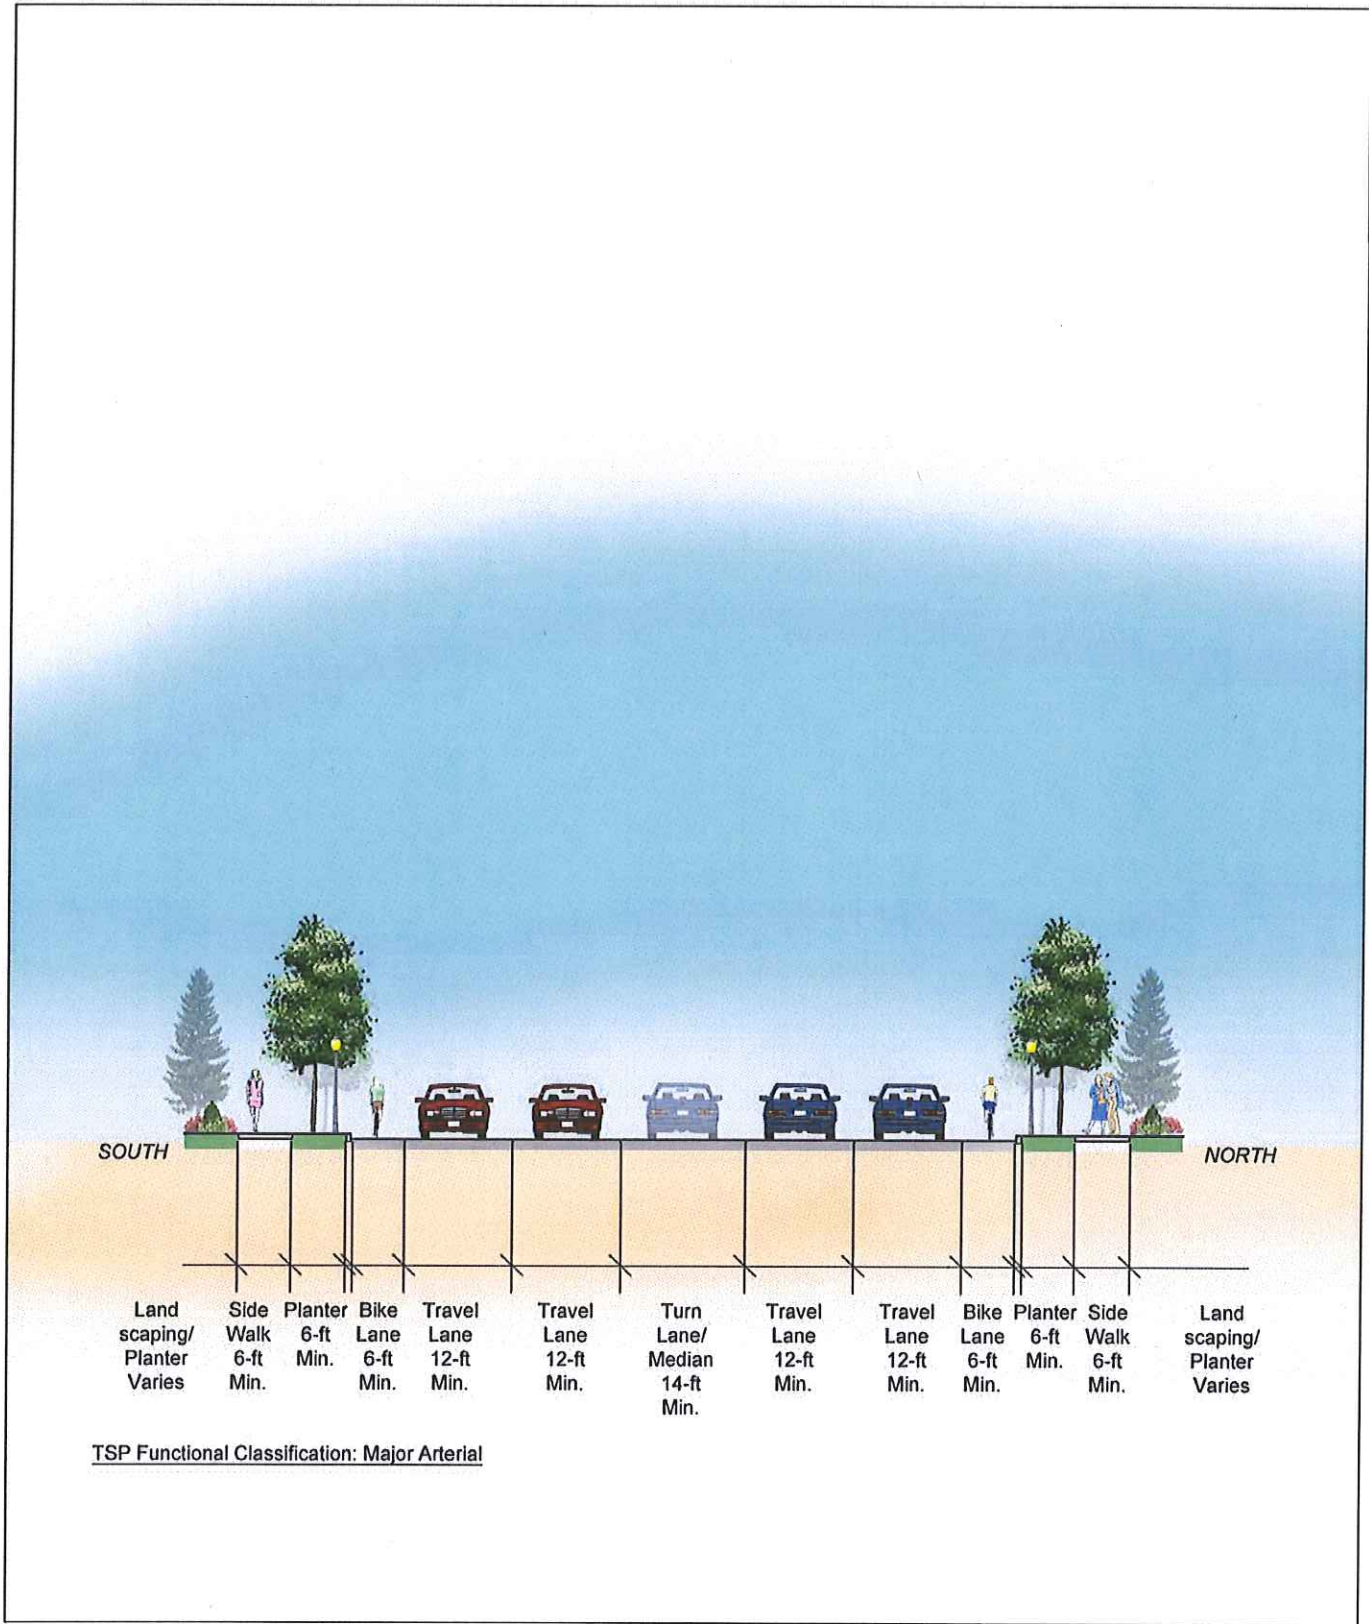 SOUTH
NORTH
Land
scaping/
Planter
Varies
Side
Walk
6-ft
Min.
Planter
6-ft
Min.
Bike
Lane
6-ft
Min.
Travel
Lane
12-ft
Min.
Travel
Lane
12-ft
Min.
Turn
Lane/
Median
14-ft
Min.
Travel
Lane
12-ft
Min.
Travel
Lane
12-ft
Min.
Bike
Lane
6-ft
Min.
Planter
6-ft
Min.
Side
Walk
6-ft
Min.
Land
scaping/
Planter
Varies
TSP Functional Classification: Major Arterial